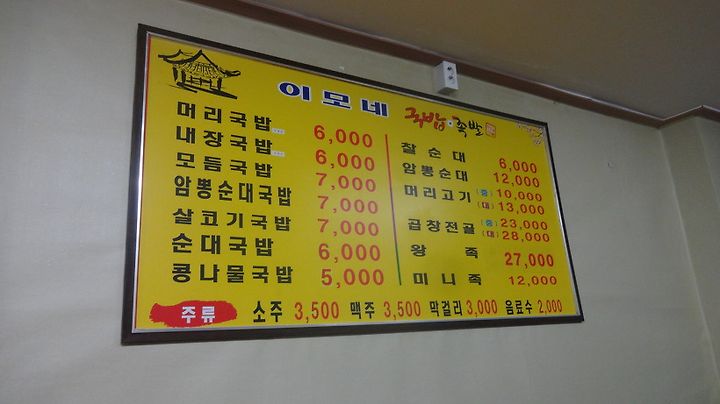 이모네 국밥·족발
머리국밥 6,000
내장국밥 6,000
모듬국밥 7,000
암뽕순대국밥 7,000
살코기국밥 7,000
순대국밥 6,000
콩나물국밥 5,000
찰순대 6,000
암뽕순대 12,000
머리고기 (중) 10,000
(대) 13,000
곱창전골 (중) 23,000
(대) 28,000
왕족 27,000
미니족 12,000
주류 소주 3,500 맥주 3,500 막걸리 3,000 음료수 2,000